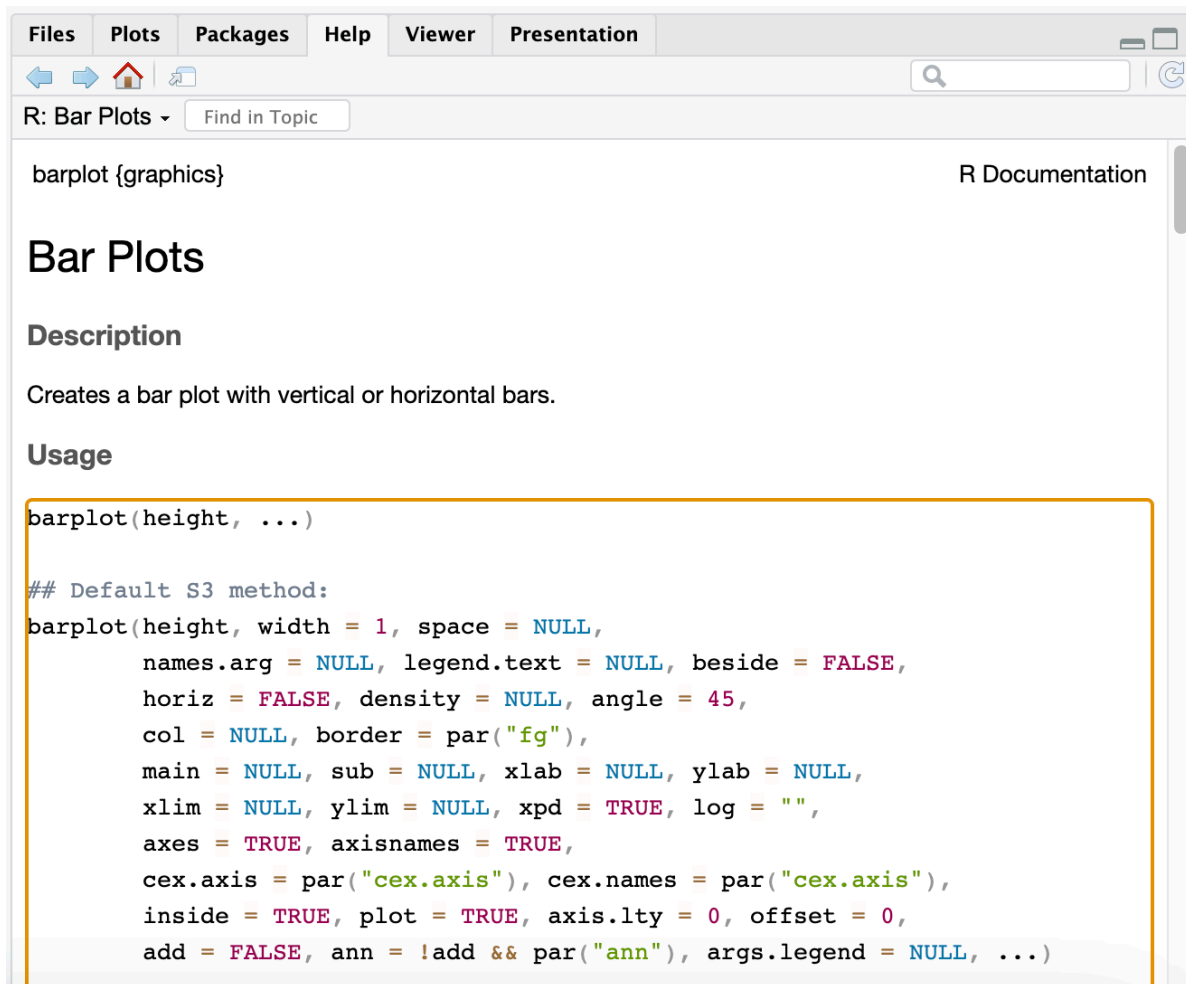 Files Plots Packages Help Viewer Presentation
R: Bar Plots Find in Topic
barplot {graphics} R Documentation
Bar Plots
Description
Creates a bar plot with vertical or horizontal bars.
Usage
barplot(height, ...)
## Default S3 method:
barplot(height, width = 1, space = NULL,
        names.arg = NULL, legend.text = NULL, beside = FALSE,
        horiz = FALSE, density = NULL, angle = 45,
        col = NULL, border = par("fg"),
        main = NULL, sub = NULL, xlab = NULL, ylab = NULL,
        xlim = NULL, ylim = NULL, xpd = TRUE, log = "",
        axes = TRUE, axisnames = TRUE,
        cex.axis = par("cex.axis"), cex.names = par("cex.axis"),
        inside = TRUE, plot = TRUE, axis.lty = 0, offset = 0,
        add = FALSE, ann = !add && par("ann"), args.legend = NULL, ...)